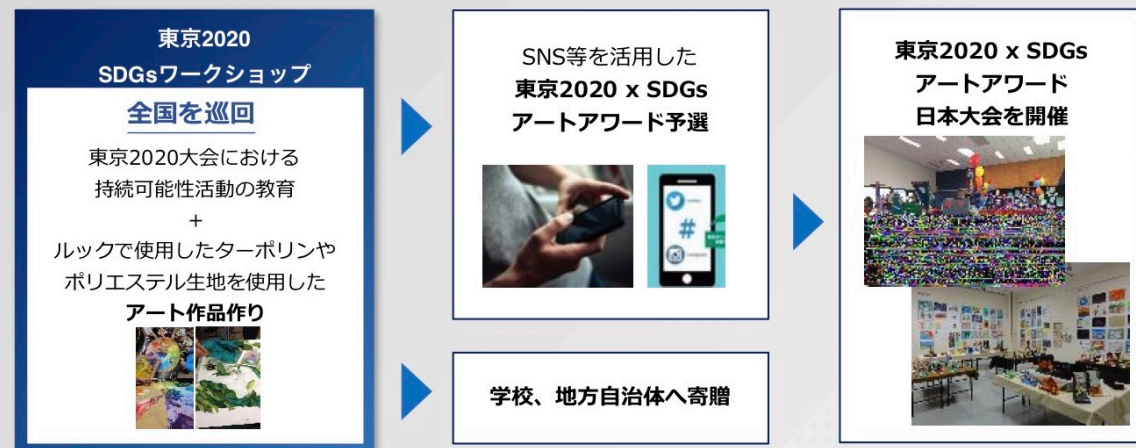 東京2020
SDGsワークショップ
全国を巡回
東京2020大会における
持続可能性活動の教育
+
ルックで使用したターポリンや
ポリエステル生地を使用した
アート作品作り
SNS等を活用した
東京2020 x SDGs
アートアワード予選
#
学校、地方自治体へ寄贈
東京2020 x SDGs
アートアワード
日本大会を開催